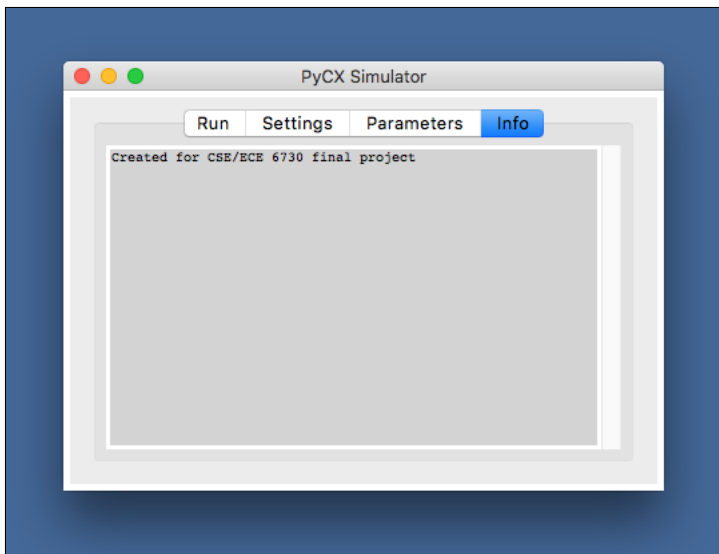 PyCX Simulator
Run Settings Parameters Info
Created for CSE/ECE 6730 final project